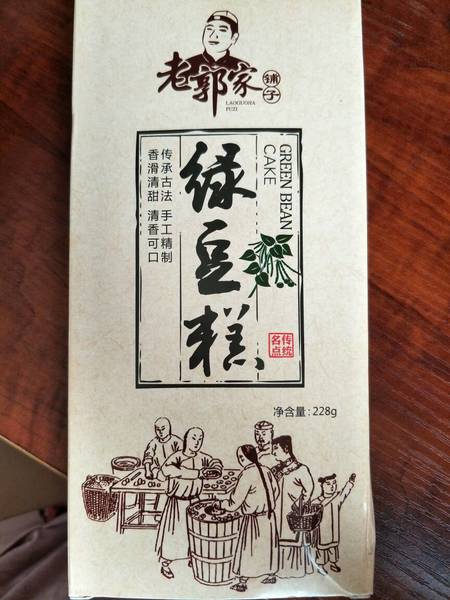 老郭家
铺子
LAOGUOJIA
PUZI
GREEN BEAN
CAKE
绿豆糕
传承古法 手工精制
香滑清甜 清香可口
传统
名点
净含量:228g